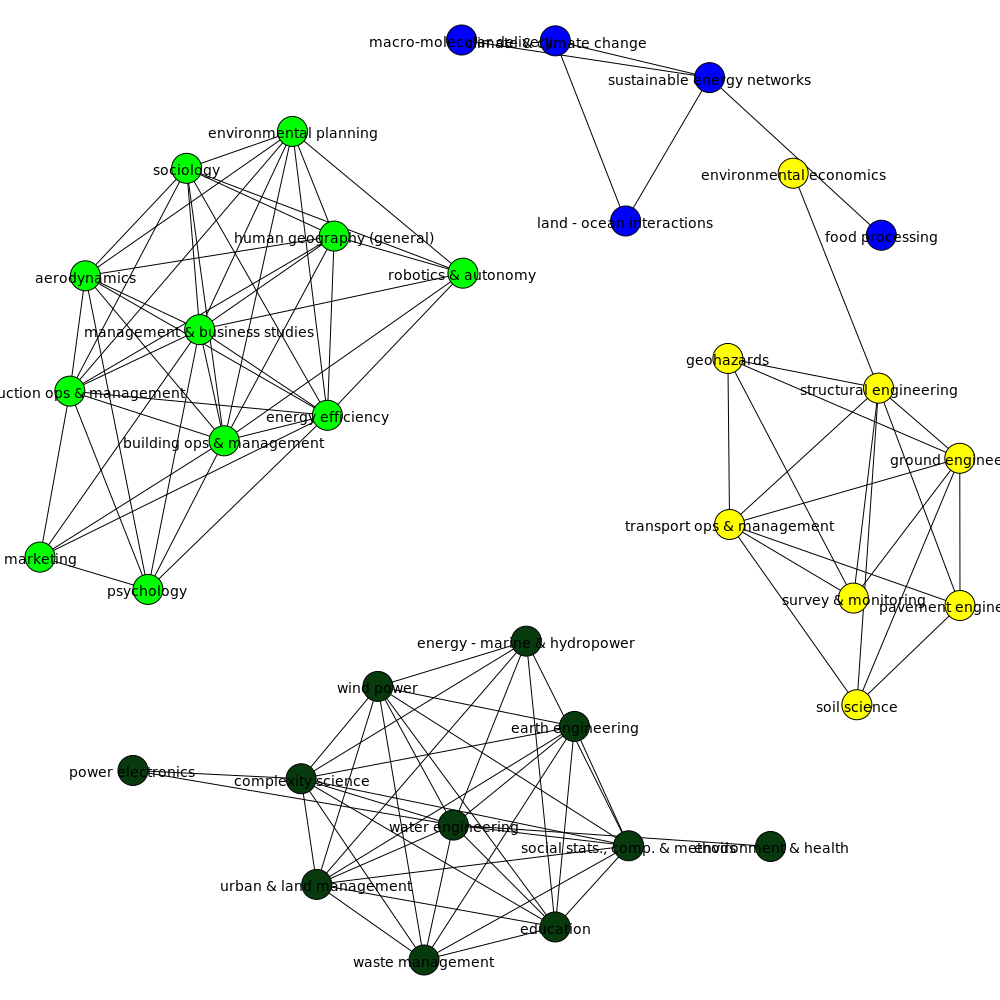 macro-molecular delivery
climate & climate change
sustainable energy networks
environmental planning
sociology
environmental economics
land - ocean interactions
food processing
human geography (general)
aerodynamics
robotics & autonomy
management & business studies
geohazards
structural engineering
uction ops & management
energy efficiency
building ops & management
ground enginee
transport ops & management
marketing
psychology
survey & monitoring
pavement engine
energy - marine & hydropower
wind power
soil science
earth engineering
power electronics
complexity science
water engineering
social stats., comp. & methods
environment & health
urban & land management
education
waste management